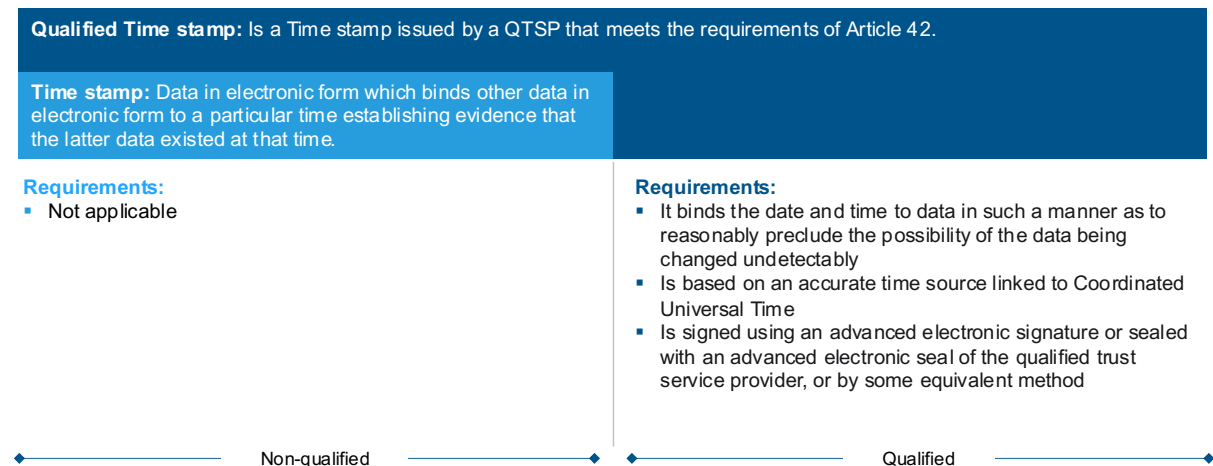 Qualified Time stamp: Is a Time stamp issued by a QTSP that meets the requirements of Article 42.
Time stamp: Data in electronic form which binds other data in
electronic form to a particular time establishing evidence that
the latter data existed at that time.
Requirements:
▪ Not applicable
Requirements:
▪ It binds the date and time to data in such a manner as to
reasonably preclude the possibility of the data being
changed undetectably
▪ Is based on an accurate time source linked to Coordinated
Universal Time
▪ Is signed using an advanced electronic signature or sealed
with an advanced electronic seal of the qualified trust
service provider, or by some equivalent method
Non-qualified
Qualified